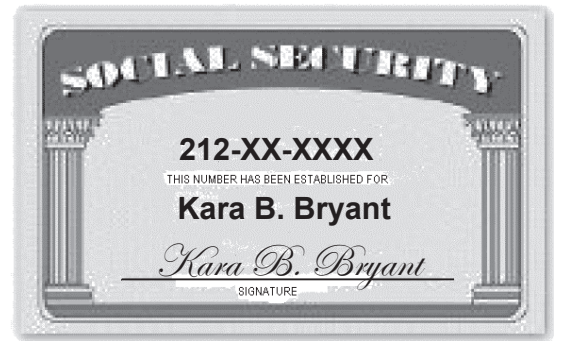 SOCIAL SECURITY
212-XX-XXXX
THIS NUMBER HAS BEEN ESTABLISHED FOR
Kara B. Bryant
Kara B. Bryant
SIGNATURE